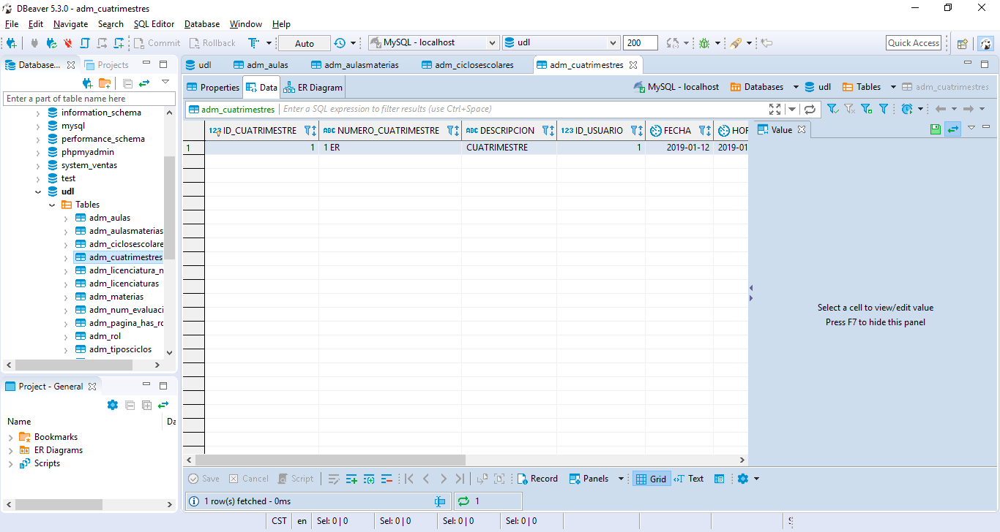 DBeaver 5.3.0 - adm_cuatrimestres
File Edit Navigate Search SQL Editor Database Window Help
Commit Rollback Auto MySQL - localhost udl 200 Quick Access
Database... Projects udl adm_aulas adm_aulasmaterias adm_ciclosescolares adm_cuatrimestres
Properties Data ER Diagram MySQL - localhost Databases udl Tables adm_cuatrimestres
Enter a part of table name here
adm_cuatrimestres Enter a SQL expression to filter results (use Ctrl+Space)
123 ID_CUATRIMESTRE ABC NUMERO_CUATRIMESTRE ABC DESCRIPCION 123 ID_USUARIO FECHA HOR
1 1 1 ER CUATRIMESTRE 1 2019-01-12 2019-01
Value
Select a cell to view/edit value
Press F7 to hide this panel
information_schema
mysql
performance_schema
phpmyadmin
system_ventas
test
udl
Tables
adm_aulas
adm_aulasmaterias
adm_ciclosescolare
adm_cuatrimestres
adm_licenciatura_n
adm_licenciaturas
adm_materias
adm_num_evaluaci
adm_pagina_has_ro
adm_rol
adm_tiposciclos
Project - General
Name Da
Bookmarks
ER Diagrams
Scripts
Save Cancel Script Record Panels Grid Text
1 row(s) fetched - 0ms 1
CST en Sel: 0 | 0 Sel: 0 | 0 Sel: 0 | 0 Sel: 0 | 0